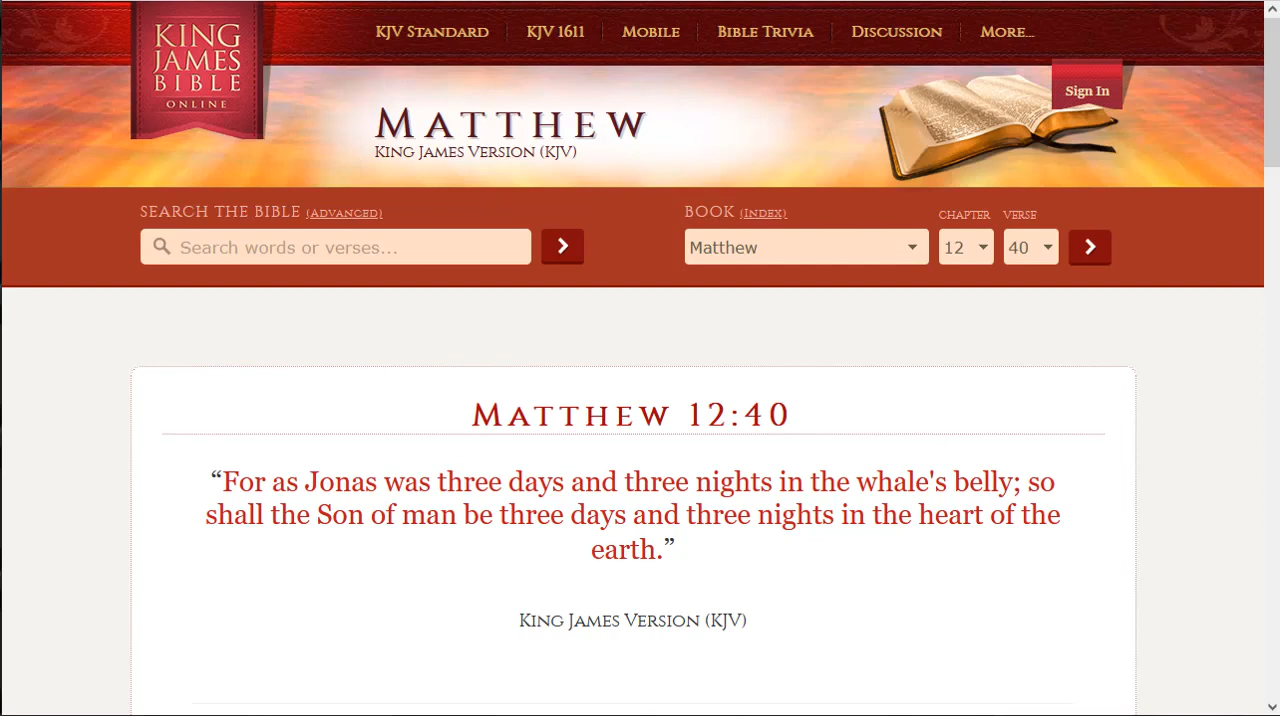 KING
JAMES
BIBLE
ONLINE
KJV Standard
KJV 1611
Mobile
Bible Trivia
Discussion
More...
Sign In
Matthew
King James Version (KJV)
SEARCH THE BIBLE (Advanced)
Search words or verses...
BOOK (Index)
Matthew
CHAPTER
12
VERSE
40
Matthew 12:40
“For as Jonas was three days and three nights in the whale's belly; so
shall the Son of man be three days and three nights in the heart of the
earth.”
King James Version (KJV)